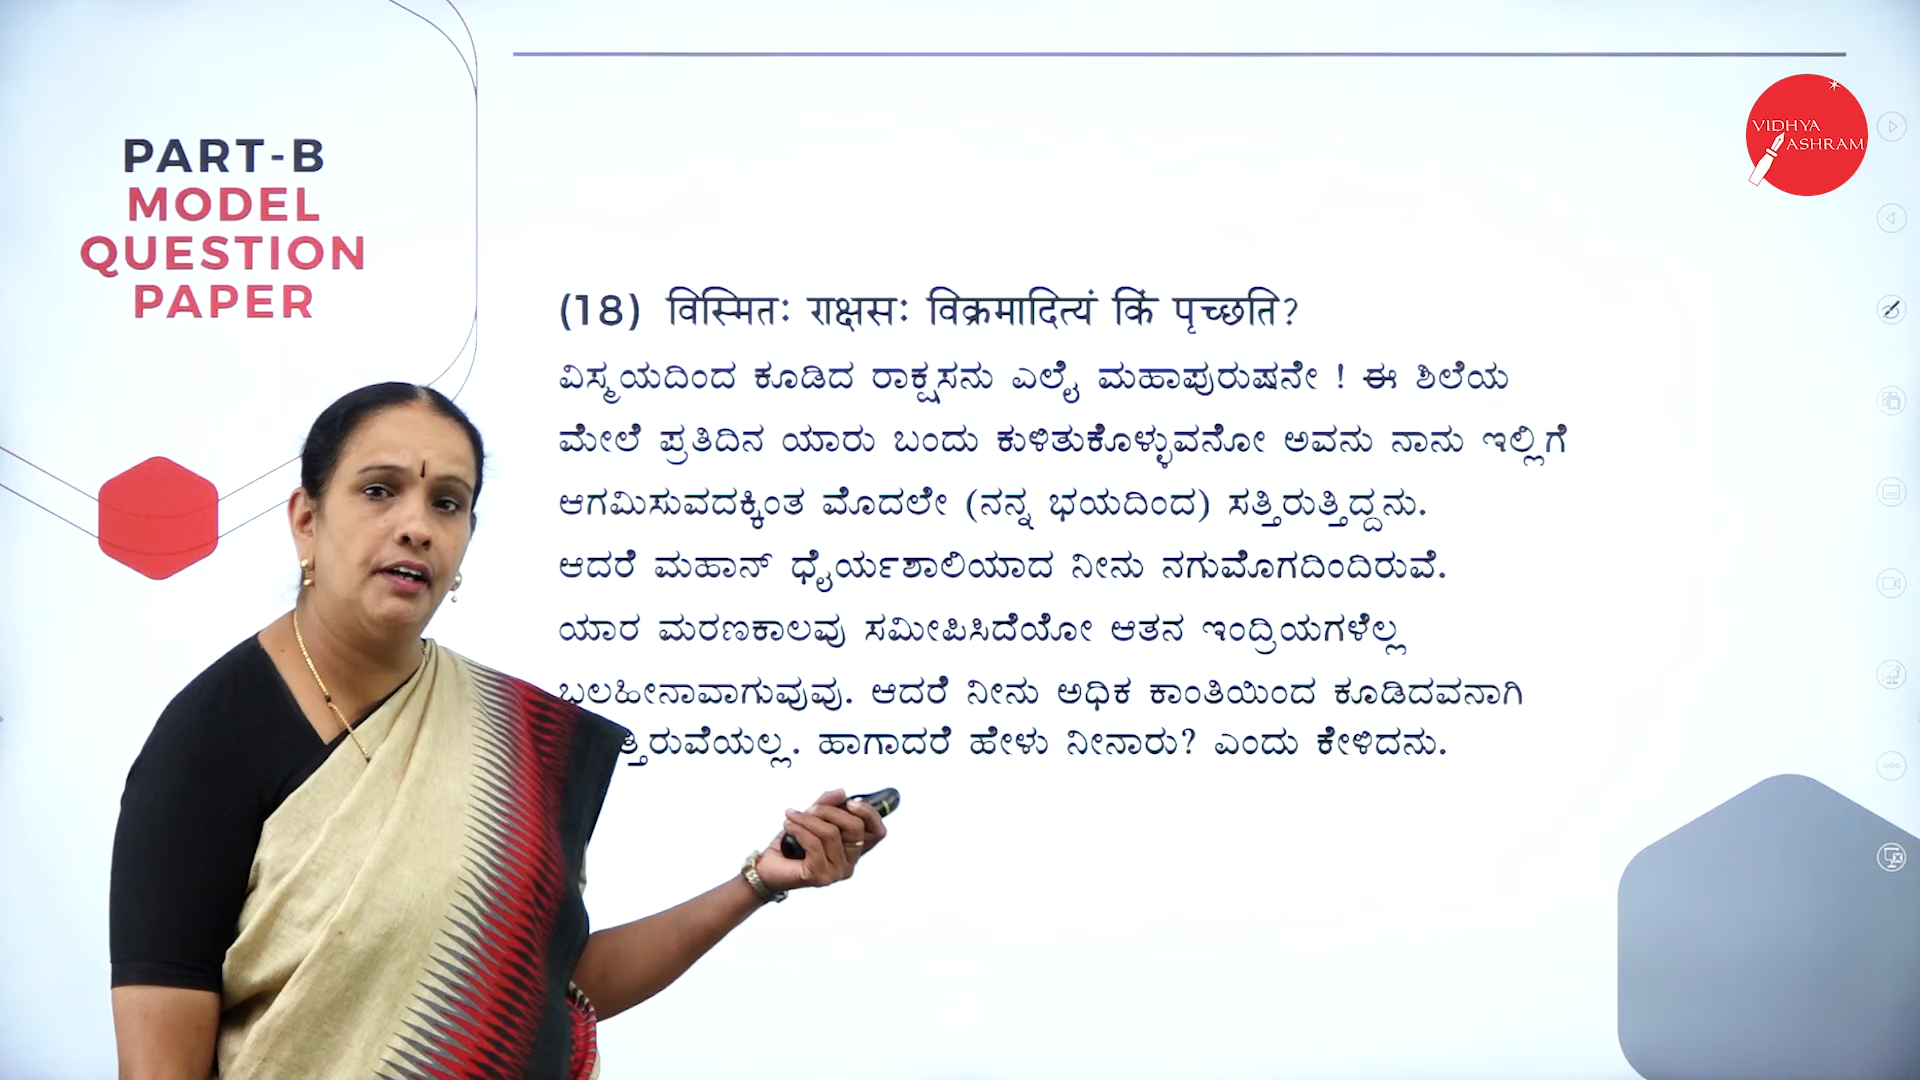 PART-B
MODEL
QUESTION
PAPER
VIDHYA
ASHRAM
(18) विस्मितः राक्षसः विक्रमादित्यं किं पृच्छति?
ವಿಸ್ಮಯದಿಂದ ಕೂಡಿದ ರಾಕ್ಷಸನು ಎಲೈ ಮಹಾಪುರುಷನೇ ! ಈ ಶಿಲೆಯ
ಮೇಲೆ ಪ್ರತಿದಿನ ಯಾರು ಬಂದು ಕುಳಿತುಕೊಳ್ಳುವನೋ ಅವನು ನಾನು ಇಲ್ಲಿಗೆ
ಆಗಮಿಸುವದಕ್ಕಿಂತ ಮೊದಲೇ (ನನ್ನ ಭಯದಿಂದ) ಸತ್ತಿರುತ್ತಿದ್ದನು.
ಆದರೆ ಮಹಾನ್ ಧೈರ್ಯಶಾಲಿಯಾದ ನೀನು ನಗುಮೊಗದಿಂದಿರುವೆ.
ಯಾರ ಮರಣಕಾಲವು ಸಮೀಪಿಸಿದೆಯೋ ಆತನ ಇಂದ್ರಿಯಗಳೆಲ್ಲ
ಬಲಹೀನಾವಾಗುವುವು. ಆದರೆ ನೀನು ಅಧಿಕ ಕಾಂತಿಯಿಂದ ಕೂಡಿದವನಾಗಿ
ಹಾಗಾದರೆ ಹೇಳು ನೀನಾರು? ಎಂದು ಕೇಳಿದನು.